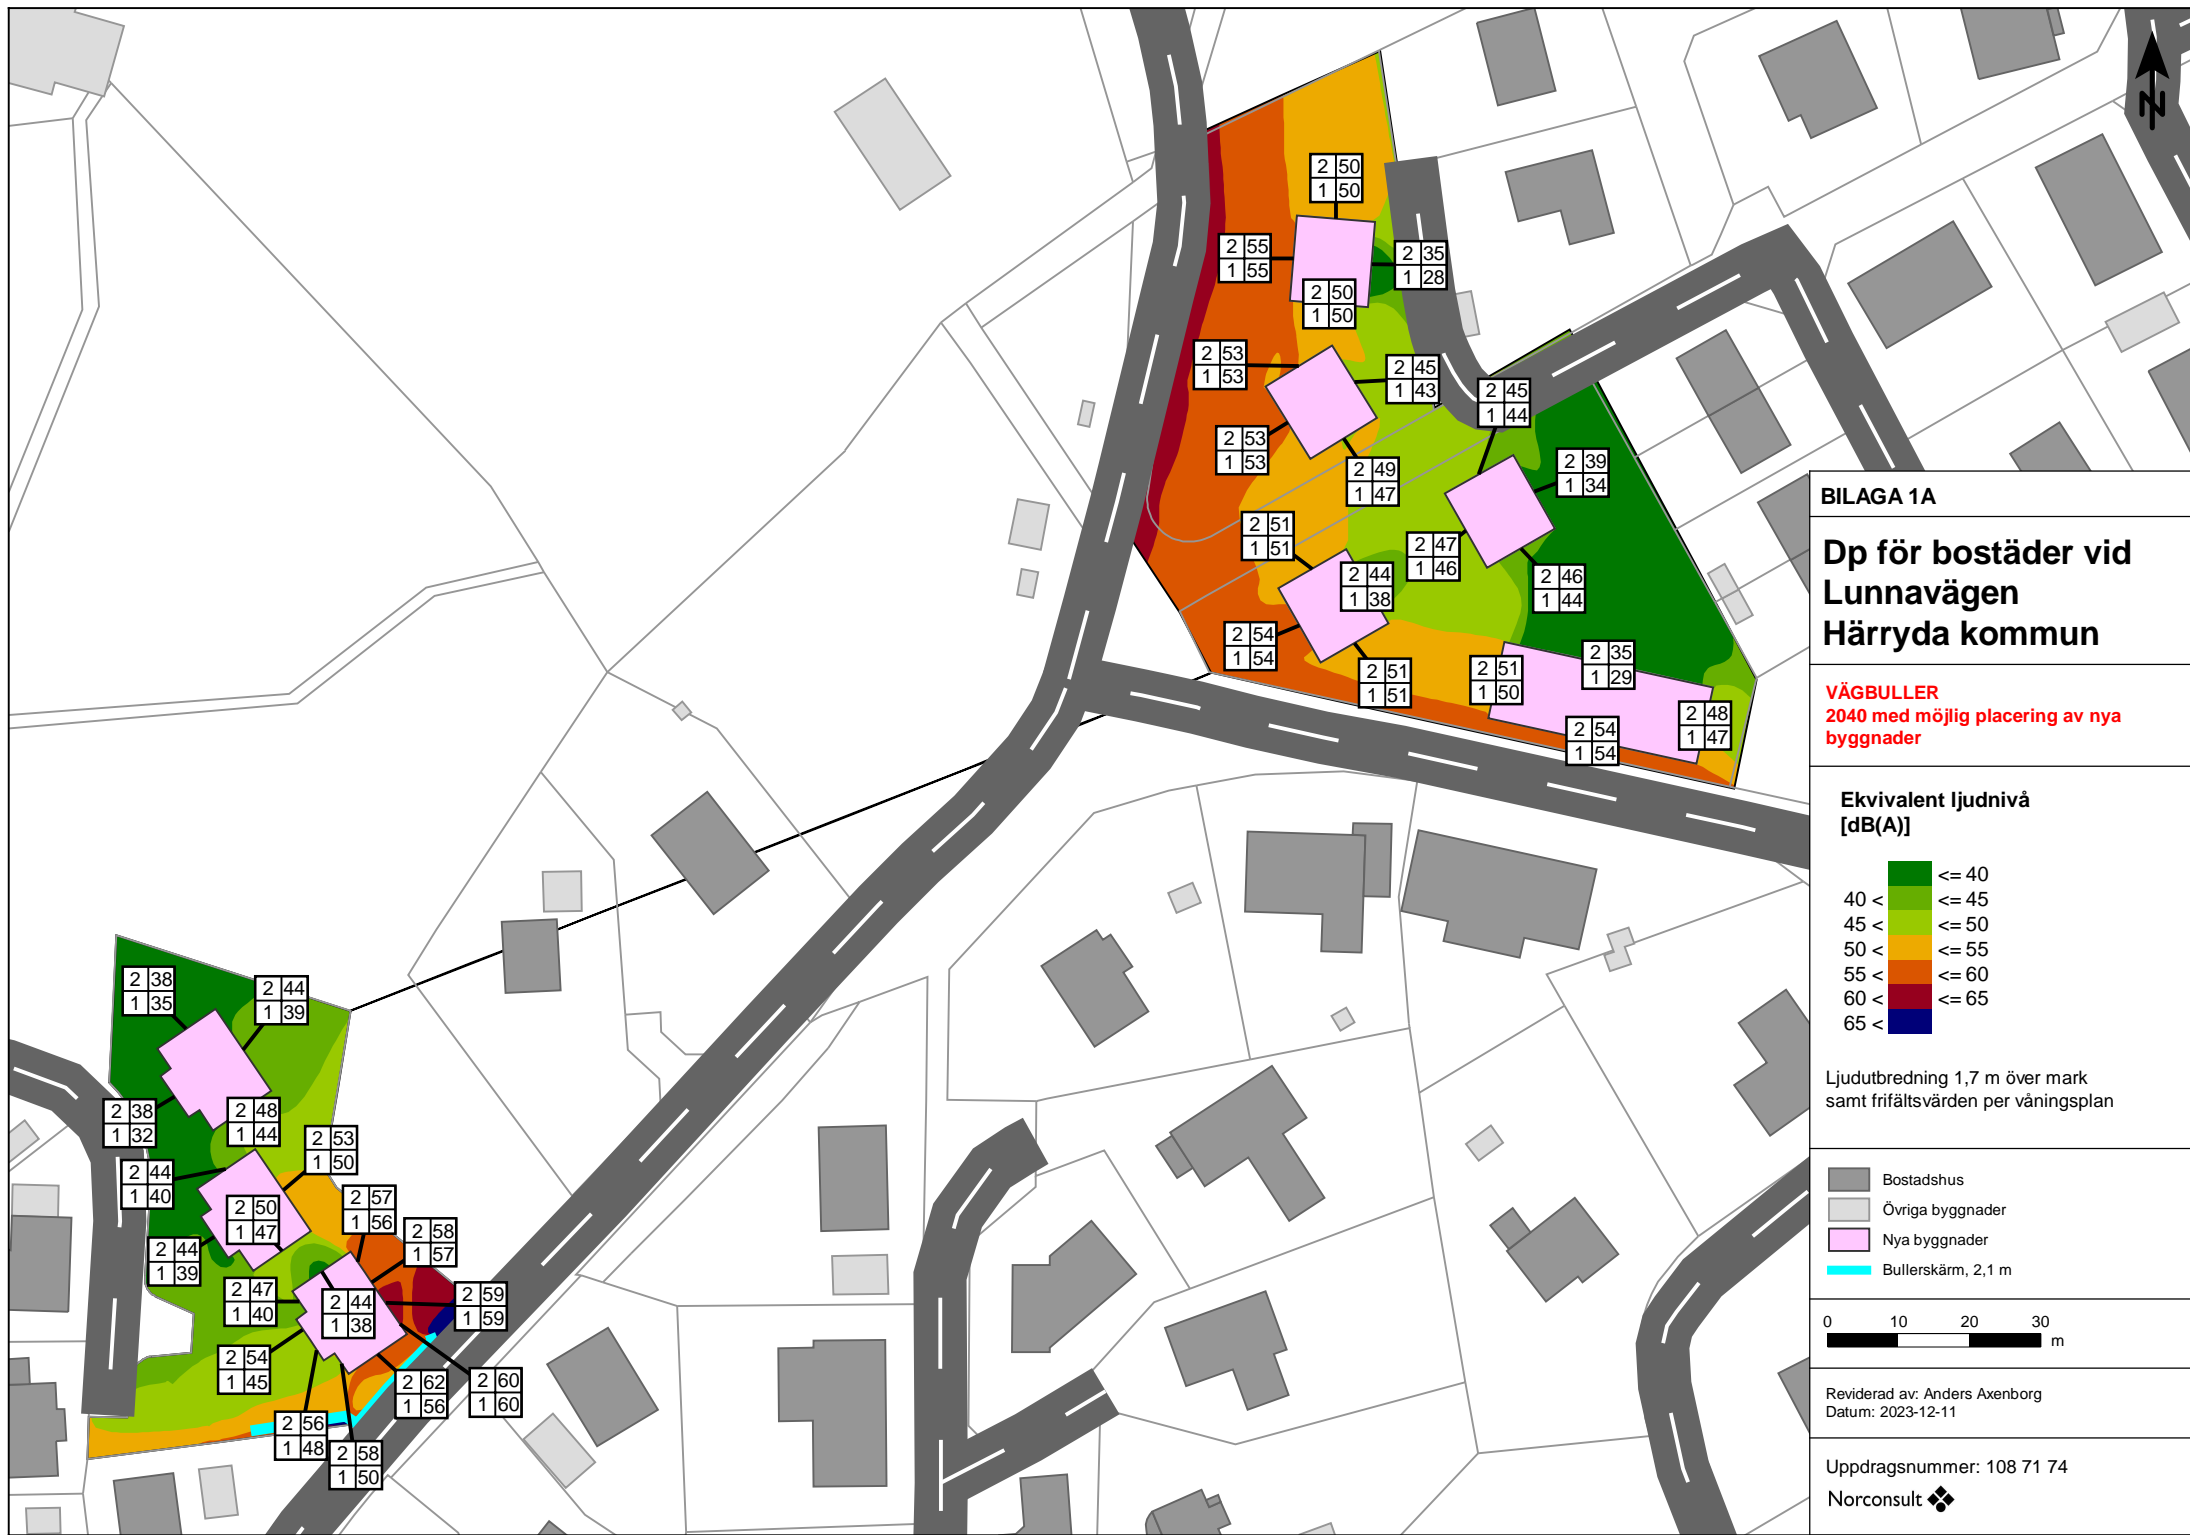 2 50
1 50
2 55
1 55
2 35
1 28
2 50
1 50
2 53
1 53
2 45
1 43
2 45
1 44
2 53
1 53
2 49
1 47
2 39
1 34
2 51
1 51
2 44
1 38
2 47
1 46
2 46
1 44
2 54
1 54
2 51
1 51
2 51
1 50
2 35
1 29
2 48
1 47
2 54
1 54
2 38
1 35
2 44
1 39
2 38
1 32
2 48
1 44
2 53
1 50
2 44
1 40
2 50
1 47
2 57
1 56
2 58
1 57
2 44
1 39
2 47
1 40
2 44
1 38
2 59
1 59
2 54
1 45
2 62
1 56
2 60
1 60
2 56
1 48
2 58
1 50
N
BILAGA 1A
Dp för bostäder vid
Lunnavägen
Härryda kommun
VÄGBULLER
2040 med möjlig placering av nya
byggnader
Ekvivalent ljudnivå
[dB(A)]
<= 40
40 < <= 45
45 < <= 50
50 < <= 55
55 < <= 60
60 < <= 65
65 <
Ljudutbredning 1,7 m över mark
samt frifältsvärden per våningsplan
Bostadshus
Övriga byggnader
Nya byggnader
Bullerskärm, 2,1 m
0 10 20 30
m
Reviderad av: Anders Axenborg
Datum: 2023-12-11
Uppdragsnummer: 108 71 74
Norconsult